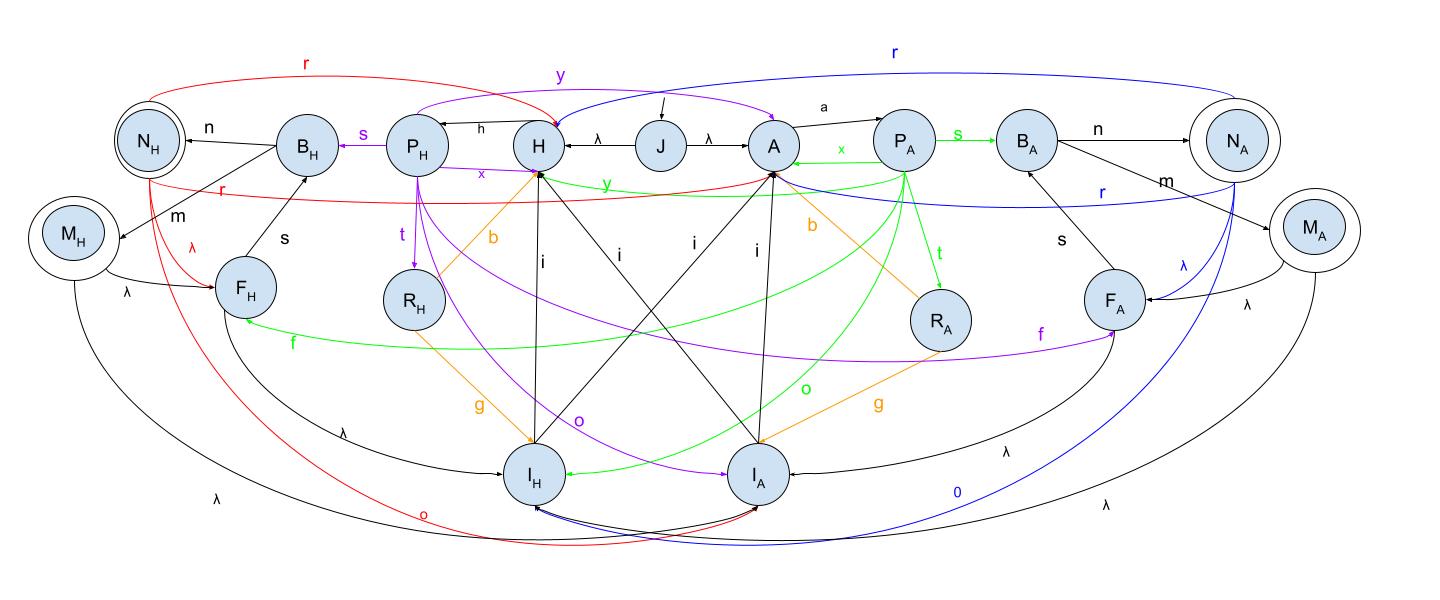 r
y
r
a
N_H
n
B_H
s
P_H
h
H
λ
J
λ
A
x
P_A
s
B_A
n
N_A
x
y
r
m
M_H
λ
s
t
b
i
i
i
i
b
t
s
r
m
λ
M_A
λ
F_H
R_H
R_A
F_A
λ
f
f
g
o
o
g
λ
λ
I_H
I_A
λ
o
0
λ